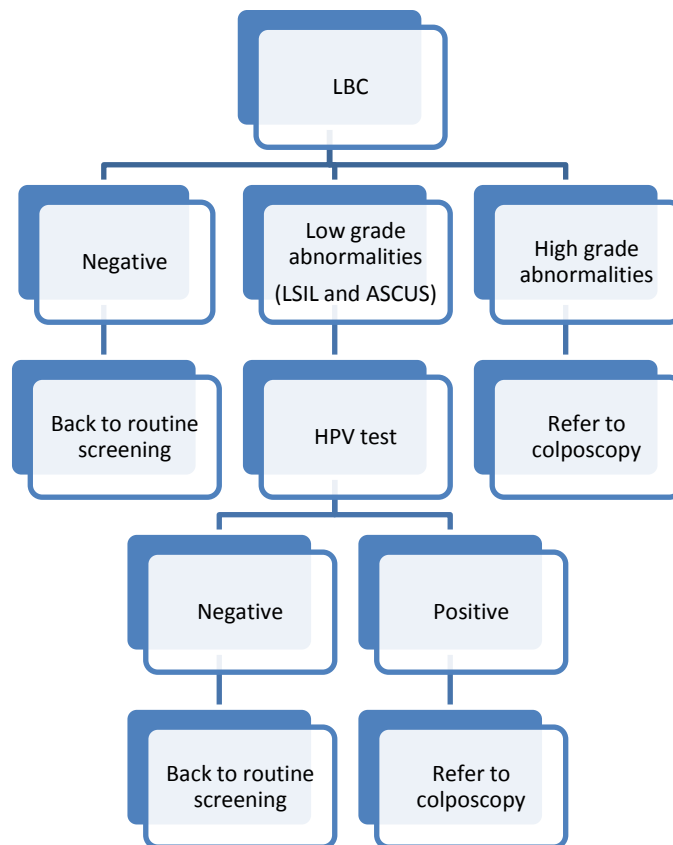 LBC
Negative
Low grade
abnormalities
(LSIL and ASCUS)
High grade
abnormalities
Back to routine
screening
HPV test
Refer to
colposcopy
Negative
Positive
Back to routine
screening
Refer to
colposcopy